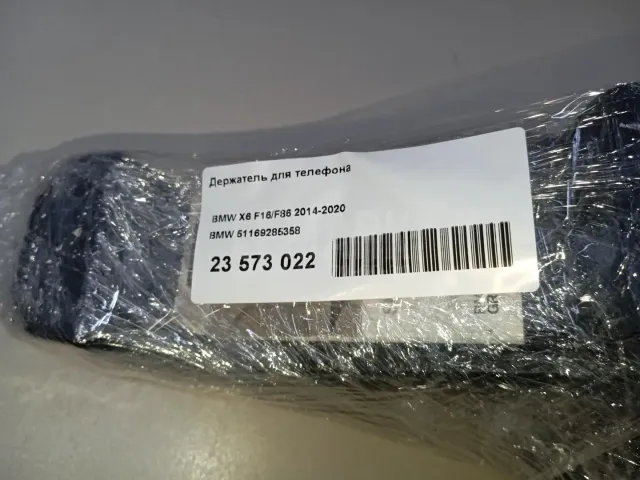 Держатель для телефона
BMW X6 F16/F86 2014-2020
BMW 51169285358
23 573 022